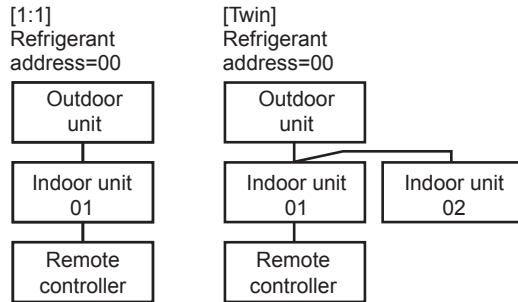 [1:1]
Refrigerant
address=00
Outdoor
unit
Indoor unit
01
Remote
controller
[Twin]
Refrigerant
address=00
Outdoor
unit
Indoor unit
01
Indoor unit
02
Remote
controller